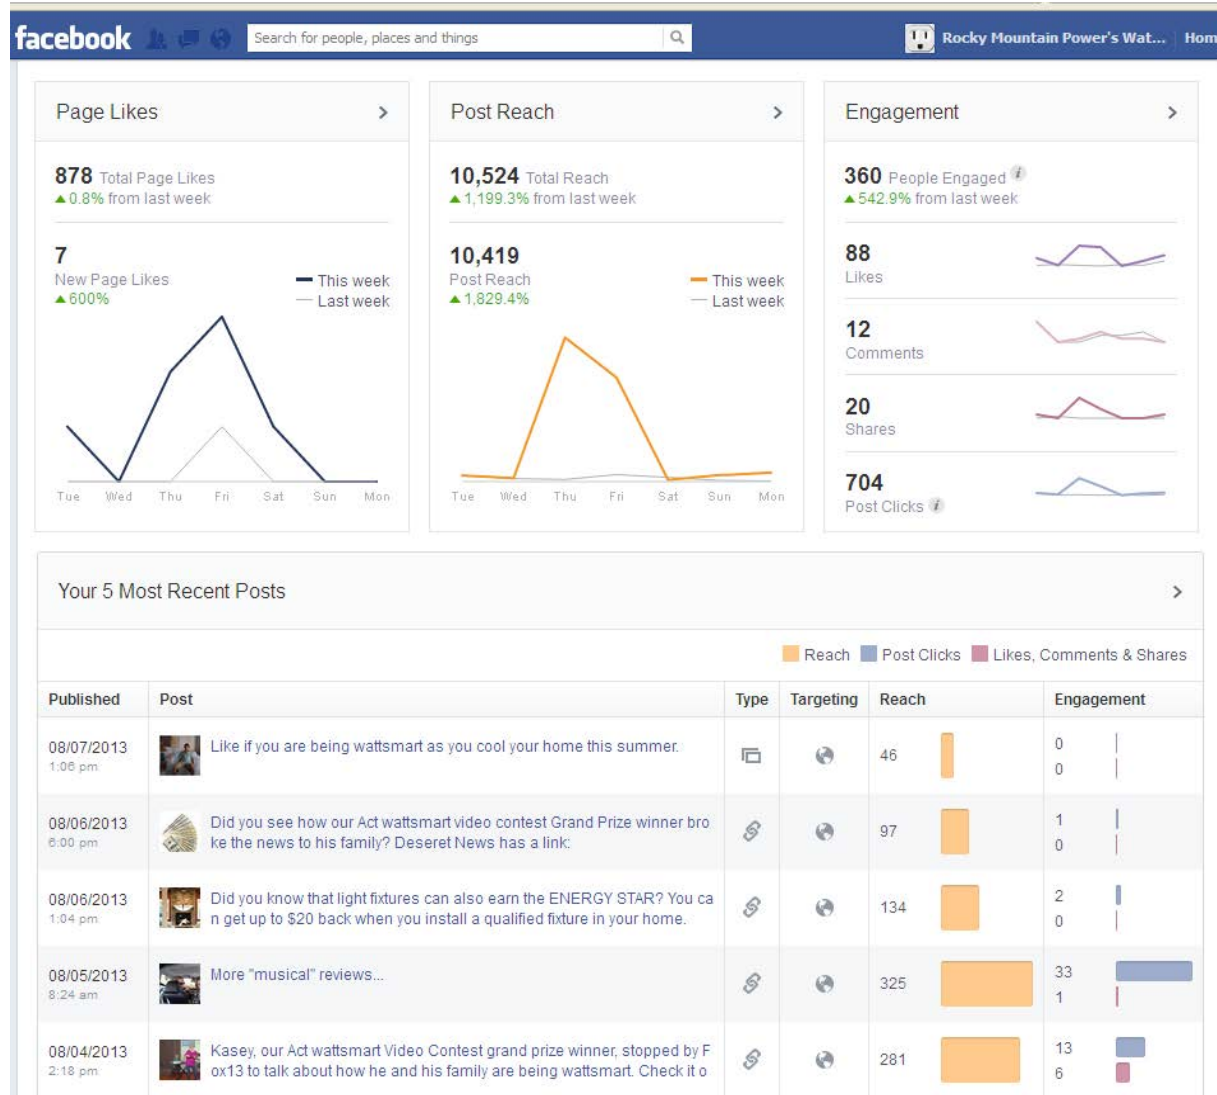 facebook
Search for people, places and things
Rocky Mountain Power's Wat...
Hom
Page Likes
878 Total Page Likes
0.8% from last week
7
New Page Likes
600%
This week
Last week
Tue Wed Thu Fri Sat Sun Mon
Post Reach
10,524 Total Reach
1,199.3% from last week
10,419
Post Reach
1,829.4%
This week
Last week
Tue Wed Thu Fri Sat Sun Mon
Engagement
360 People Engaged i
542.9% from last week
88
Likes
12
Comments
20
Shares
704
Post Clicks i
Your 5 Most Recent Posts
Reach Post Clicks Likes, Comments & Shares
Published Post Type Targeting Reach Engagement
08/07/2013
1:06 pm
Like if you are being wattsmart as you cool your home this summer.
46
0
0
08/06/2013
6:00 pm
Did you see how our Act wattsmart video contest Grand Prize winner bro
ke the news to his family? Deseret News has a link:
97
1
0
08/06/2013
1:04 pm
Did you know that light fixtures can also earn the ENERGY STAR? You ca
n get up to $20 back when you install a qualified fixture in your home.
134
2
0
08/05/2013
8:24 am
More "musical" reviews...
325
33
1
08/04/2013
2:18 pm
Kasey, our Act wattsmart Video Contest grand prize winner, stopped by F
ox13 to talk about how he and his family are being wattsmart. Check it o
281
13
6